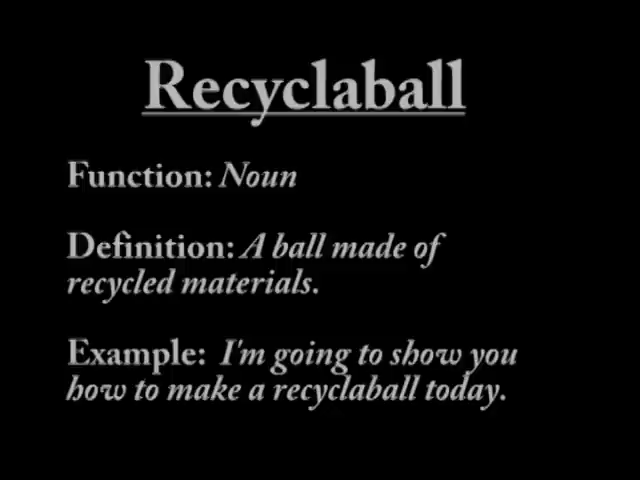 Recyclaball
Function: Noun
Definition: A ball made of
recycled materials.
Example: I'm going to show you
how to make a recyclaball today.